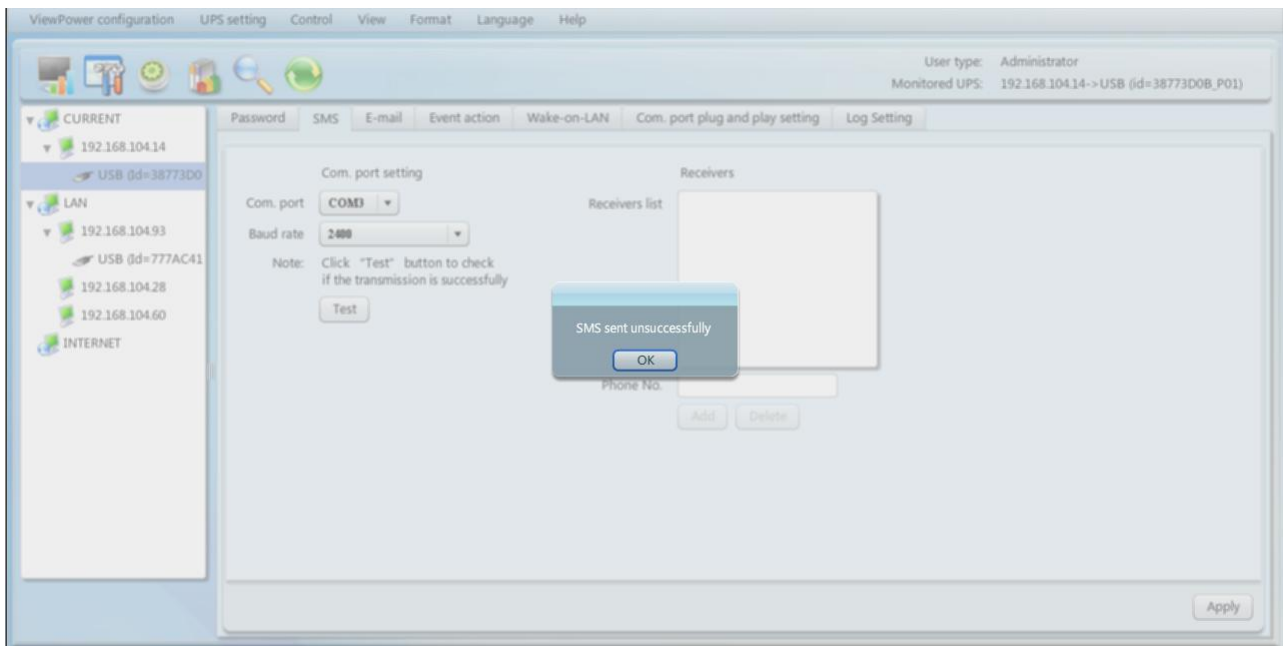 ViewPower configuration UPS setting Control View Format Language Help
User type: Administrator
Monitored UPS: 192.168.104.14->USB (id=38773D0B_P01)
CURRENT
192.168.104.14
USB (Id=38773D0
LAN
192.168.104.93
USB (Id=777AC41
192.168.104.28
192.168.104.60
INTERNET
Password SMS E-mail Event action Wake-on-LAN Com. port plug and play setting Log Setting
Com. port setting
Com. port COM3
Baud rate 2400
Note: Click "Test" button to check
if the transmission is successfully
Test
Receivers
Receivers list
SMS sent unsuccessfully
OK
Phone No.
Add Delete
Apply